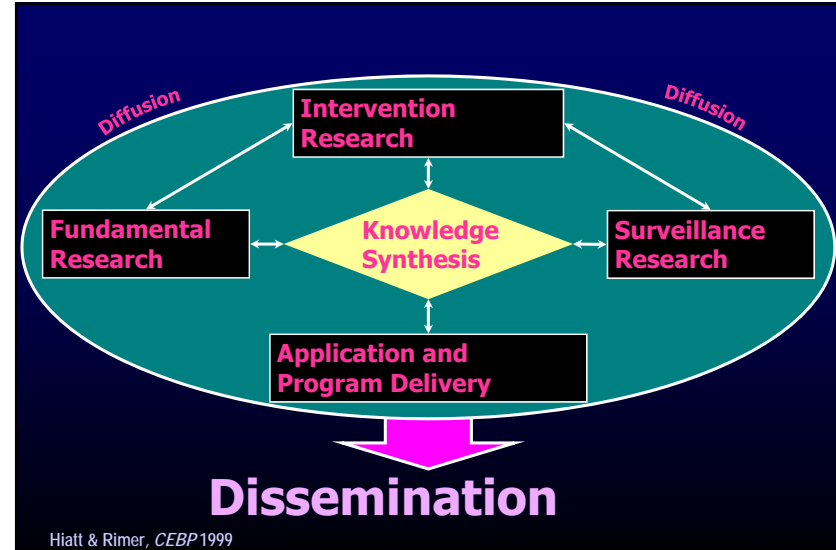 Diffusion
Diffusion
Intervention
Research
Fundamental
Research
Knowledge
Synthesis
Surveillance
Research
Application and
Program Delivery
Dissemination
Hiatt & Rimer, CEBP 1999